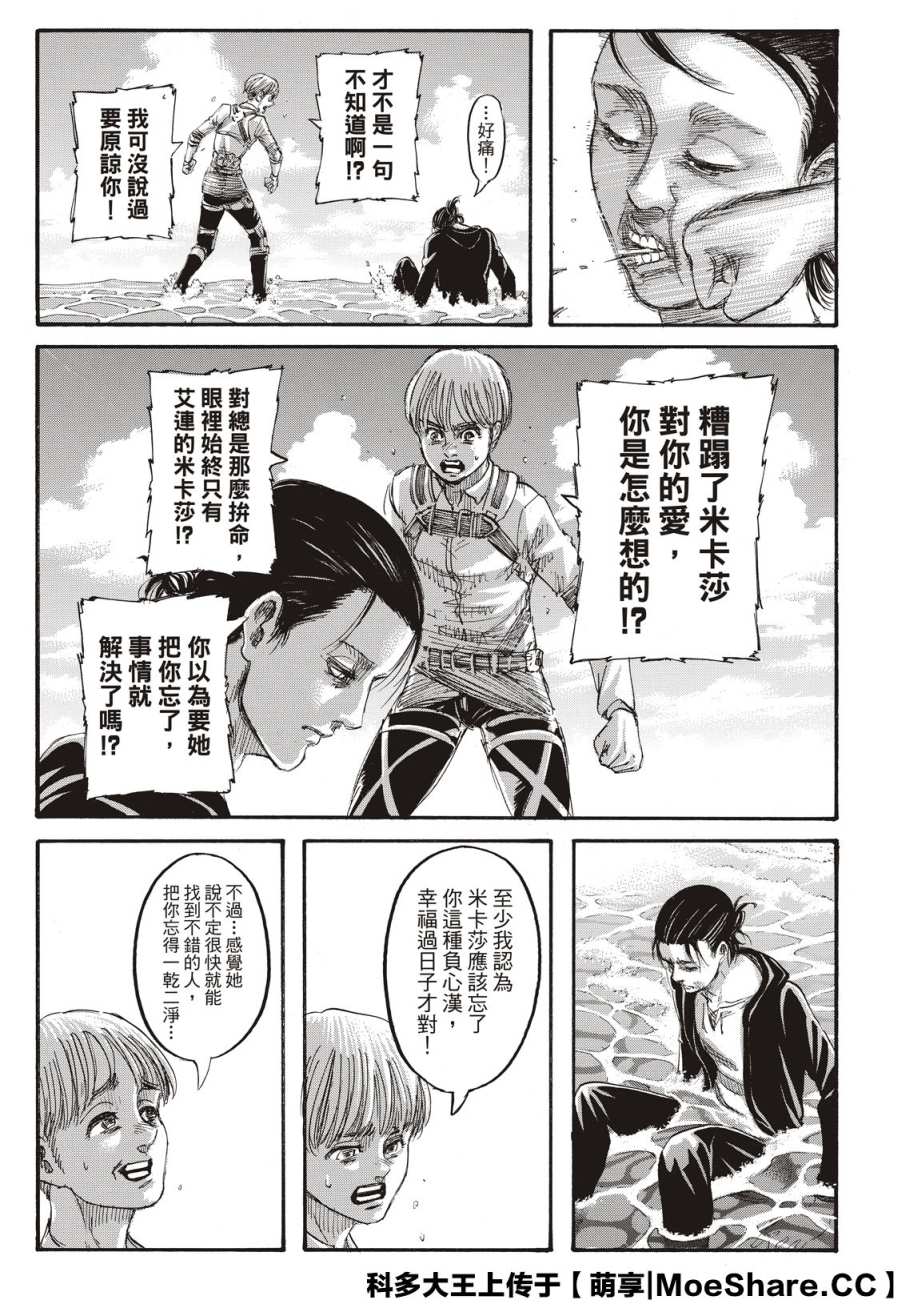 …好痛！
才不是一句
不知道啊!?
我可沒說過
要原諒你！
糟蹋了米卡莎
對你的愛，
你是怎麼想的!?
對總是那麼拚命，
眼裡始終只有
艾連的米卡莎!?
你以為要她
把你忘了，
事情就
解決了嗎!?
至少我認為
米卡莎應該忘了
你這種負心漢，
幸福過日子才對！
不過…感覺她
說不定很快就能
找到不錯的人，
把你忘得一乾二淨…
科多大王上传于【萌享|MoeShare.CC】